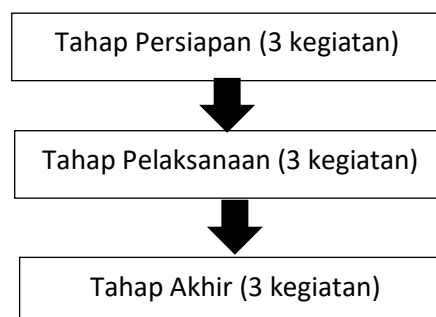 Tahap Persiapan (3 kegiatan)
Tahap Pelaksanaan (3 kegiatan)
Tahap Akhir (3 kegiatan)